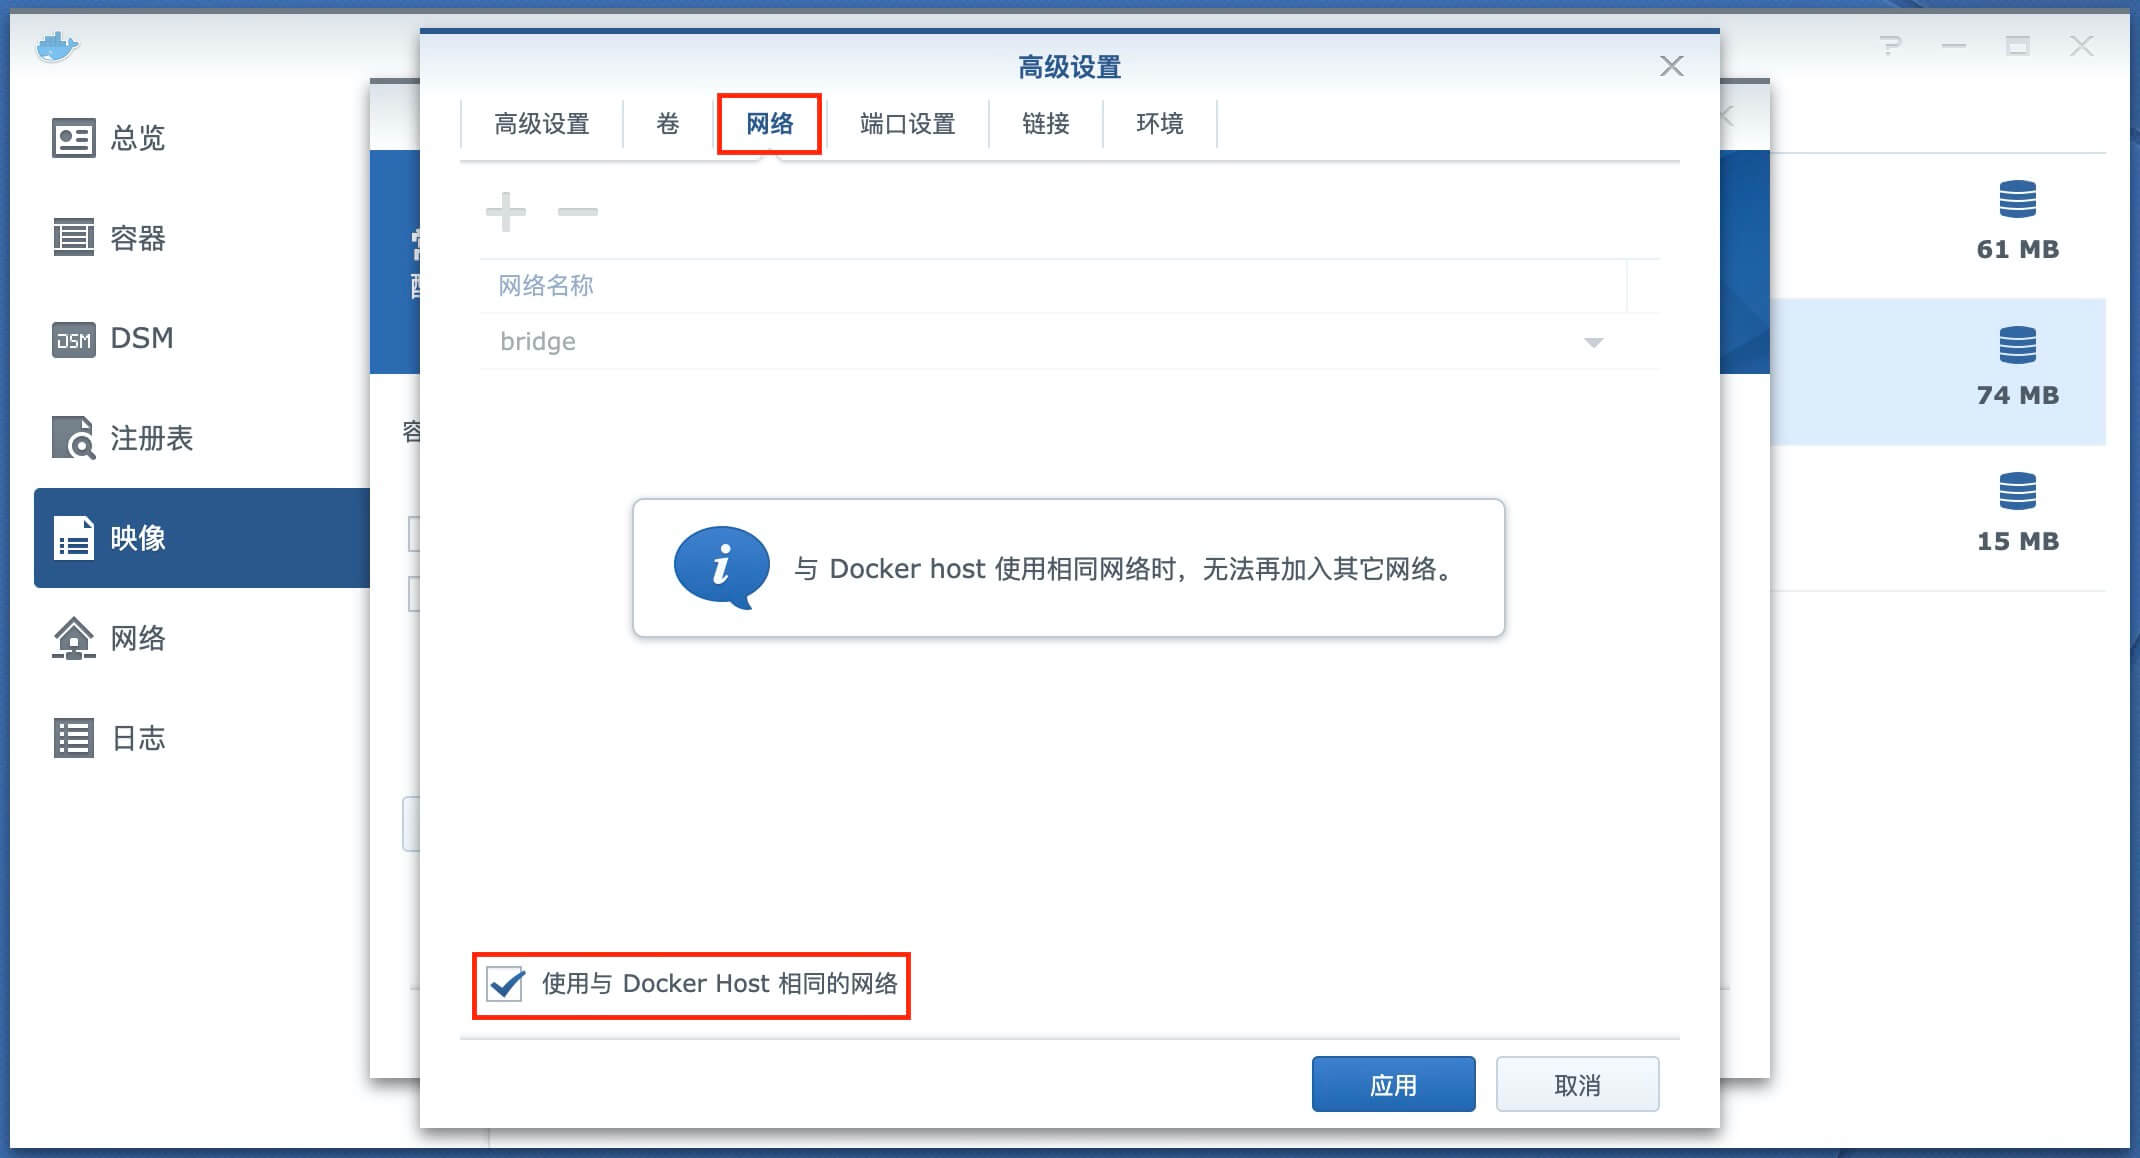 高级设置
高级设置 卷 网络 端口设置 链接 环境
总览
容器
DSM
DSM
注册表
映像
网络
日志
网络名称
bridge
与 Docker host 使用相同网络时，无法再加入其它网络。
使用与 Docker Host 相同的网络
应用 取消
61 MB
74 MB
15 MB